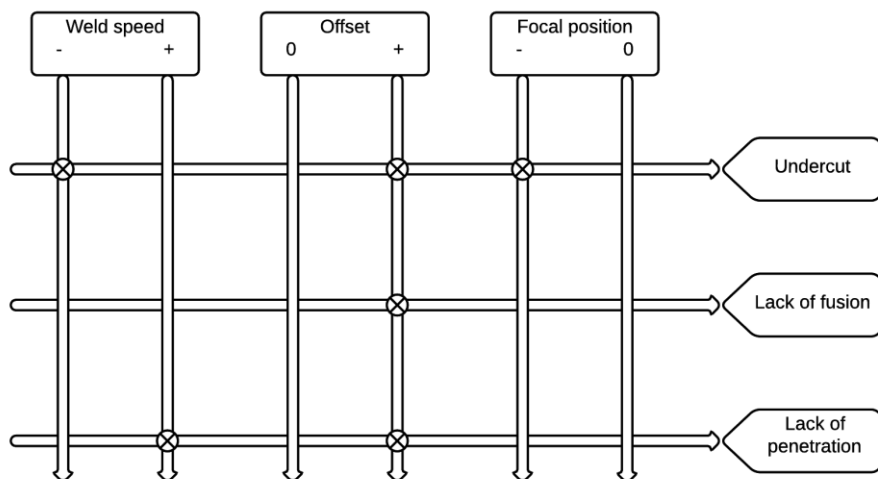 Weld speed
- +
Offset
0 +
Focal position
- 0
Undercut
Lack of fusion
Lack of
penetration